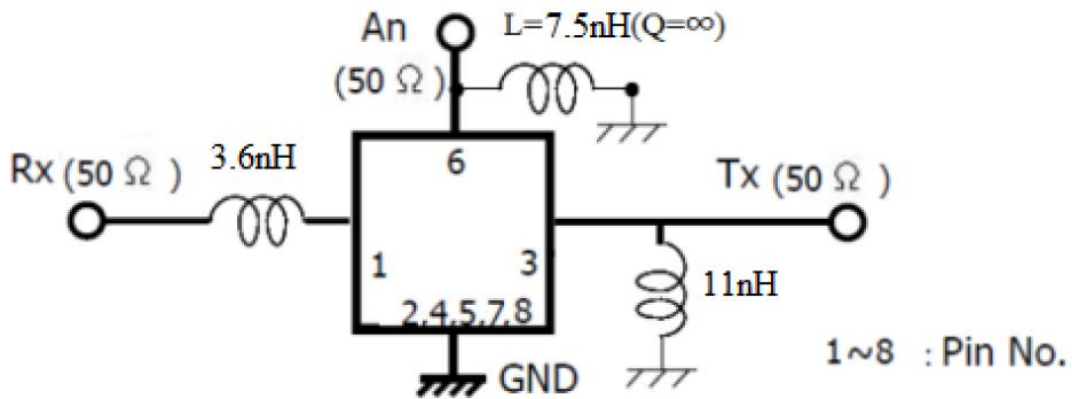 An L=7.5nH(Q=∞)
(50 Ω )
Rx (50 Ω ) 3.6nH
6
Tx (50 Ω )
1 3
11nH
2,4,5,7,8
GND
1~8 : Pin No.